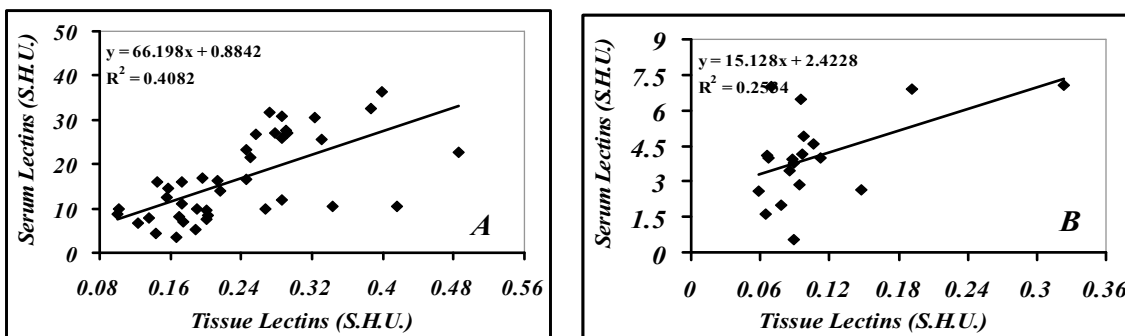 50
40
30
20
10
0
Serum Lectins (S.H.U.)
y = 66.198x + 0.8842
R² = 0.4082
A
0.08 0.16 0.24 0.32 0.4 0.48 0.56
Tissue Lectins (S.H.U.)
9
7.5
6
4.5
3
1.5
0
Serum Lectins (S.H.U.)
y = 15.128x + 2.4228
R² =
B
0 0.06 0.12 0.18 0.24 0.3 0.36
Tissue Lectins (S.H.U.)